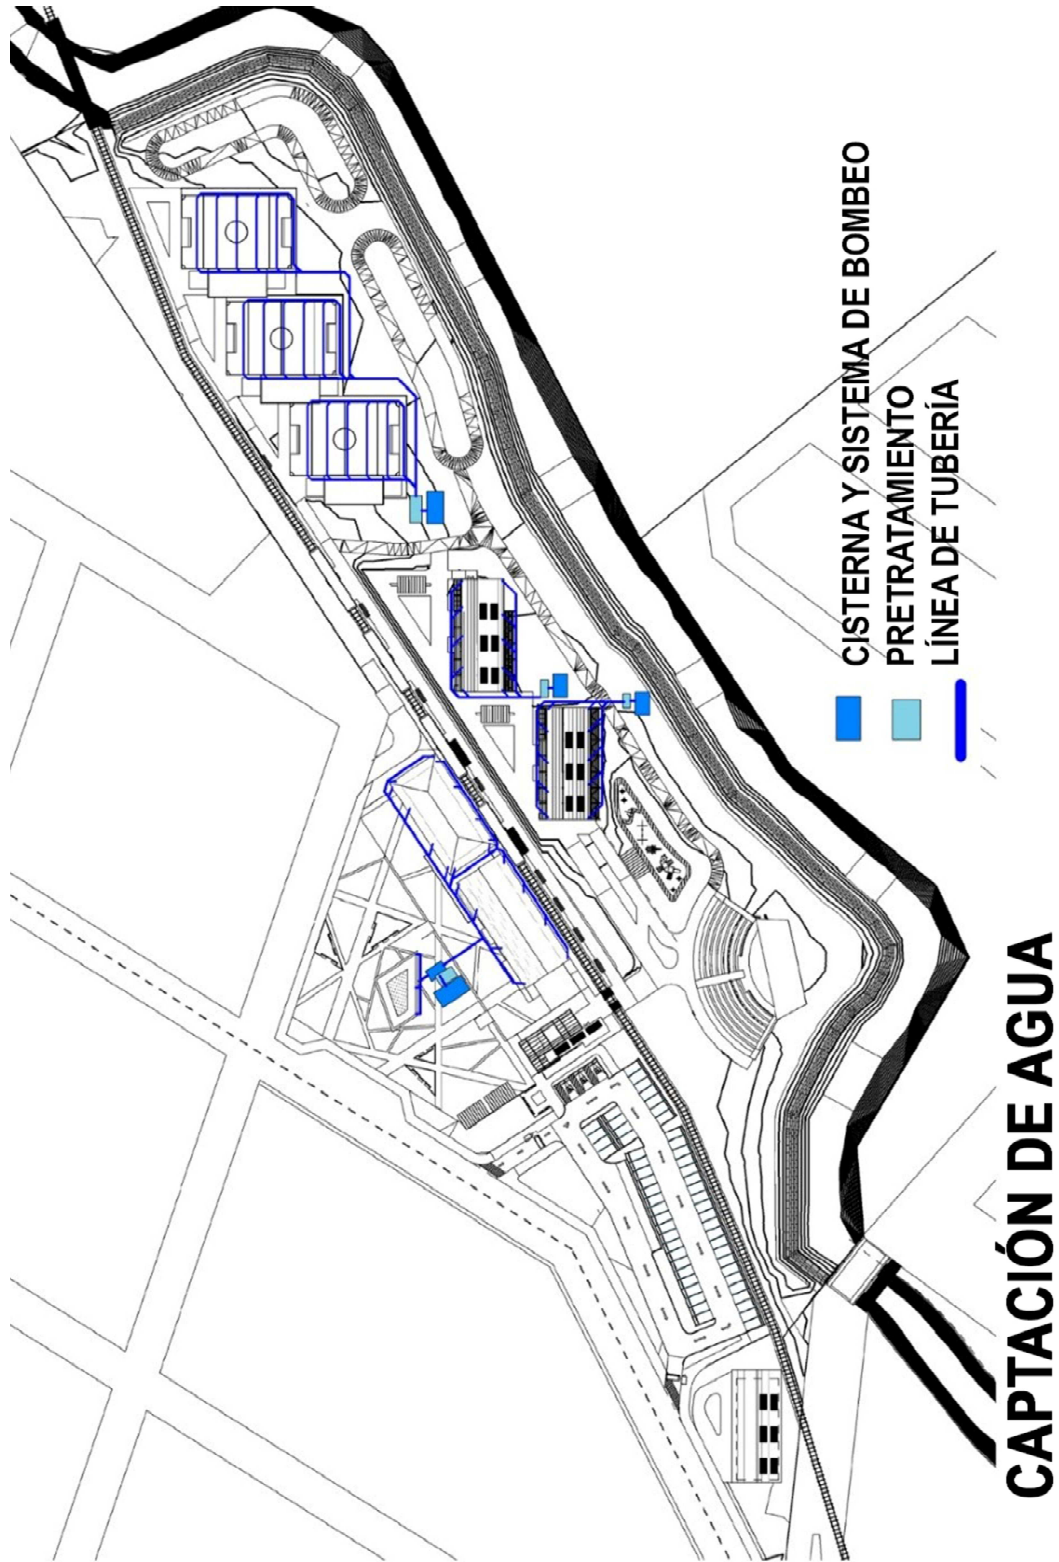 CISTERNA Y SISTEMA DE BOMBEO
PRETRATAMIENTO
LÍNEA DE TUBERÍA
CAPTACIÓN DE AGUA